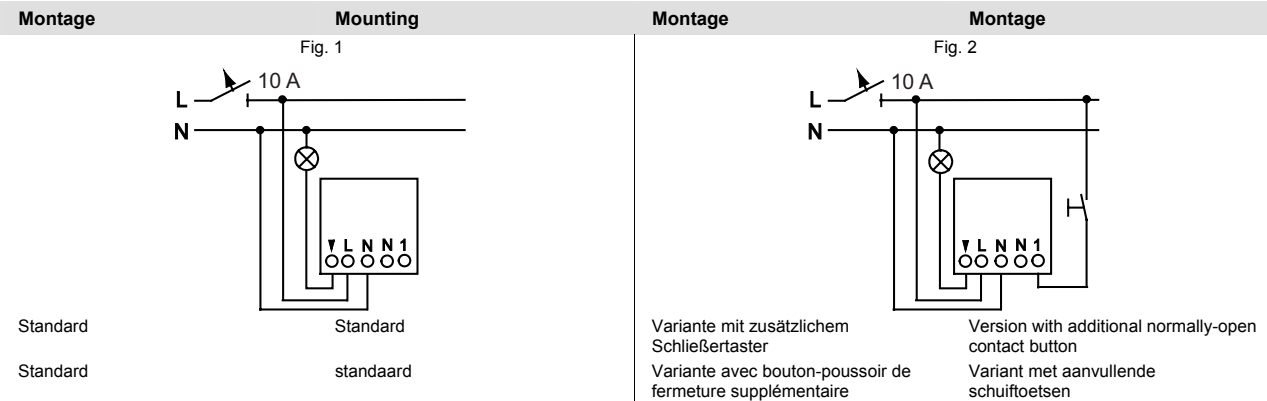 Montage Mounting Montage Montage
Fig. 1
10 A
L
N
▼ L N N 1
Standard Standard
Standard standaard
Fig. 2
10 A
L
N
▼ L N N 1
Variante mit zusätzlichem
Schließertaster
Version with additional normally-open
contact button
Variante avec bouton-poussoir de
fermeture supplémentaire
Variant met aanvullende
schuiftoetsen